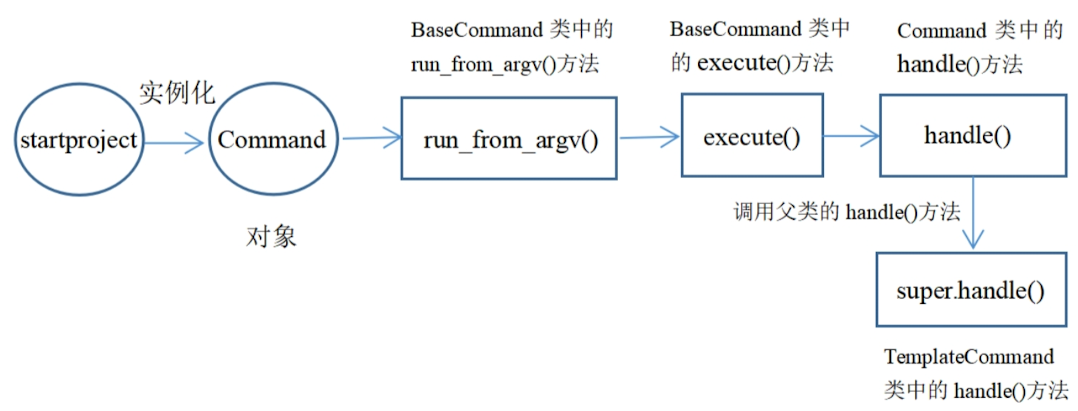 BaseCommand 类中的
run_from_argv()方法
BaseCommand 类中
的 execute()方法
Command 类中的
handle()方法
实例化
startproject
Command
run_from_argv()
execute()
handle()
对象
调用父类的 handle()方法
super.handle()
TemplateCommand
类中的 handle()方法